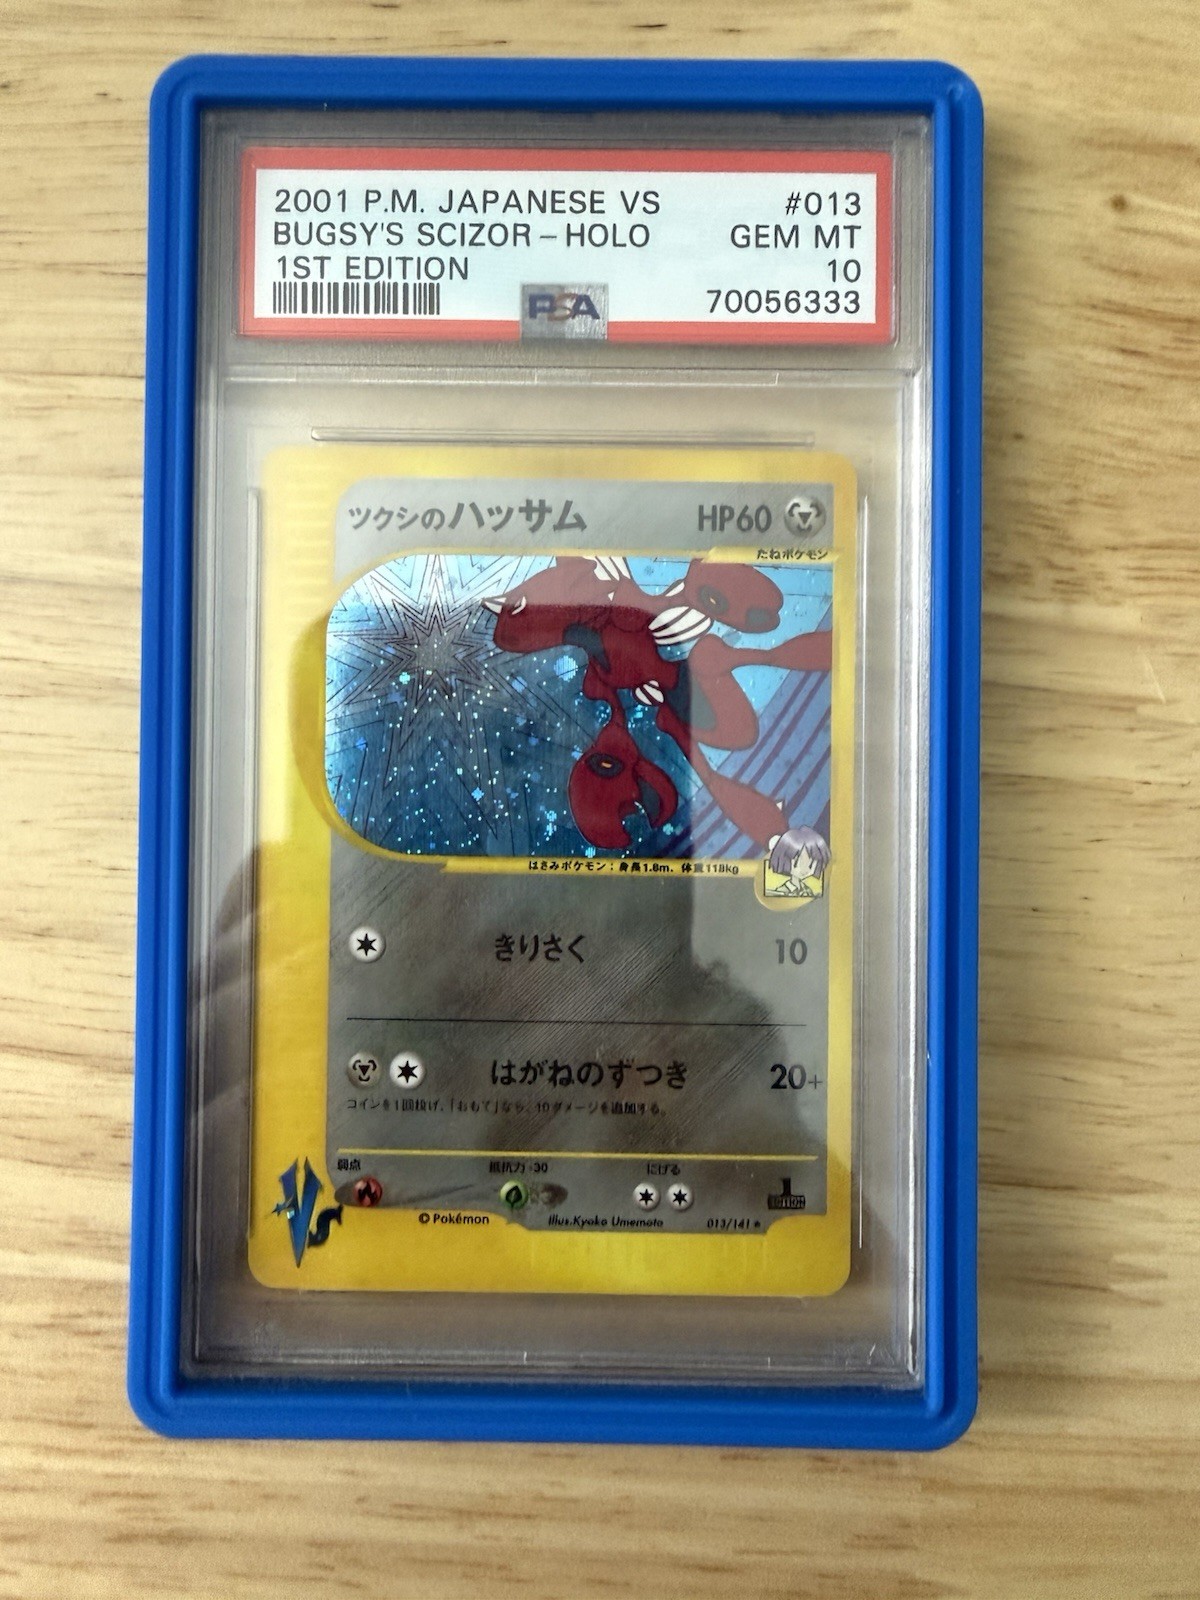 2001 P.M. JAPANESE VS #013
BUGSY'S SCIZOR – HOLO GEM MT
1ST EDITION 10
PSA 70056333
ツクシのハッサム HP60
たねポケモン
はさみポケモン：身長1.8m、体重118kg
きりさく 10
はがねのずつき 20+
コインを1回投げ、「おもて」なら、10ダメージを追加する。
弱点 抵抗力 -30 にげる
1 EDITION
VS
© Pokémon Illus.Kyoko Umemoto 013/141 ●